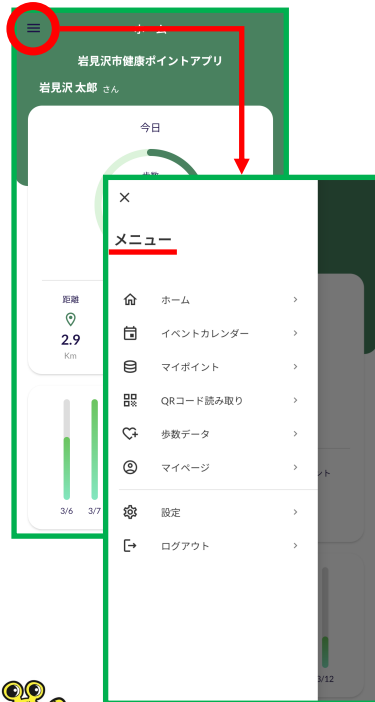 岩見沢市健康ポイントアプリ
岩見沢 太郎 さん
今日
距離
2.9
Km
3/6 3/7
メニュー
ホーム
イベントカレンダー
マイポイント
QRコード読み取り
歩数データ
マイページ
設定
ログアウト
ント
3/12